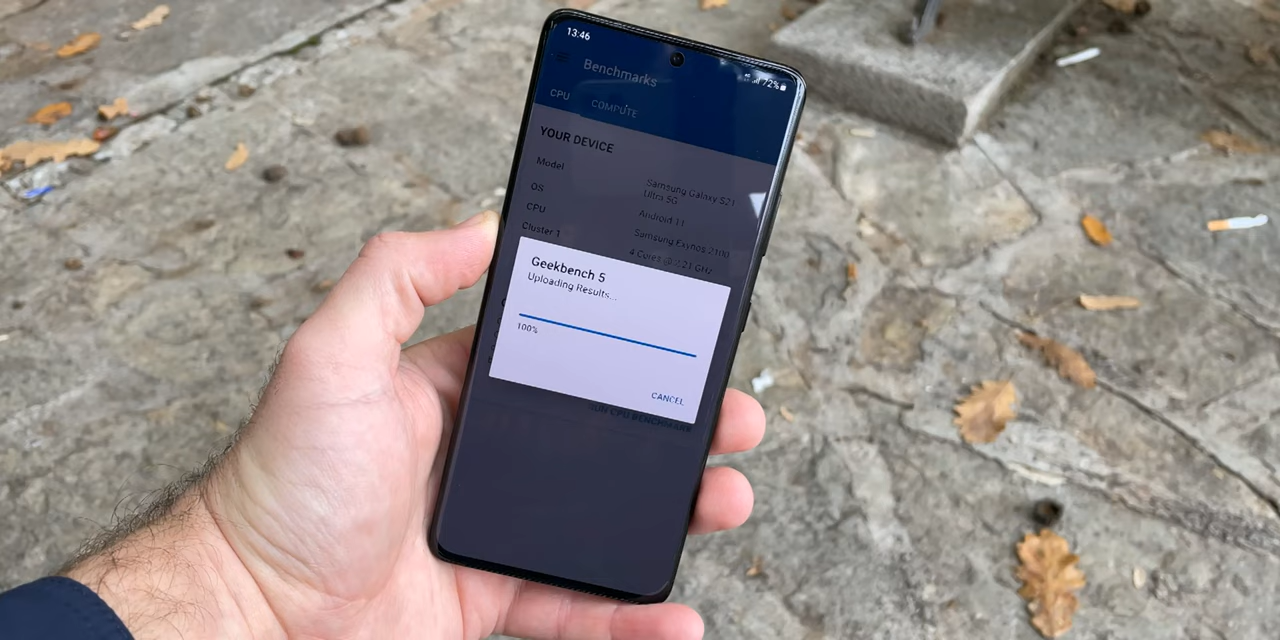 13:46
72%
Benchmarks
CPU COMPUTE
YOUR DEVICE
Model Samsung Galaxy S21
Ultra 5G
OS Android 11
CPU Samsung Exynos 2100
Cluster 1 4 Cores @ 2.21 GHz
Geekbench 5
Uploading Results...
100%
CANCEL
RUN CPU BENCHMARK